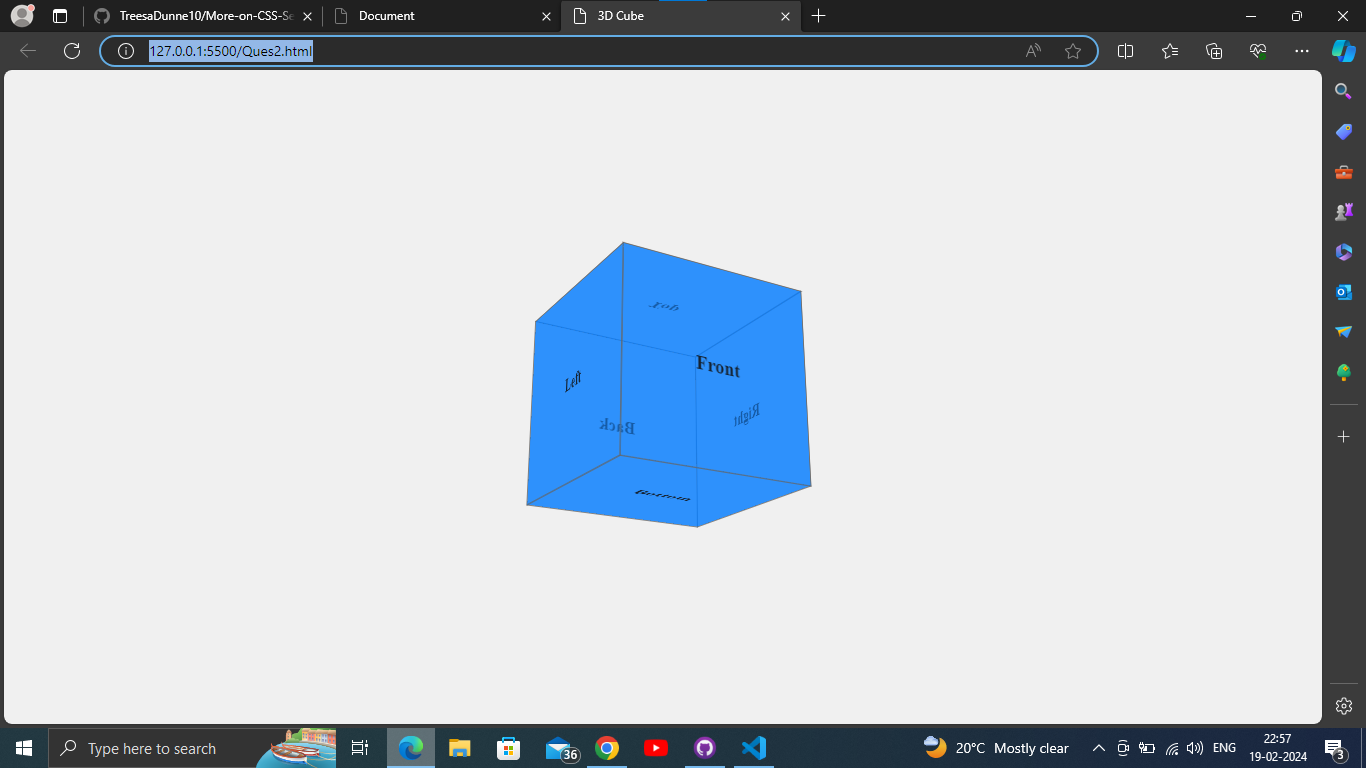 TreesaDunne10/More-on-CSS-Se
Document
3D Cube
127.0.0.1:5500/Ques2.html
Top
Front
Left
Right
Back
Bottom
Type here to search
36
20°C Mostly clear
ENG
22:57
19-02-2024
3